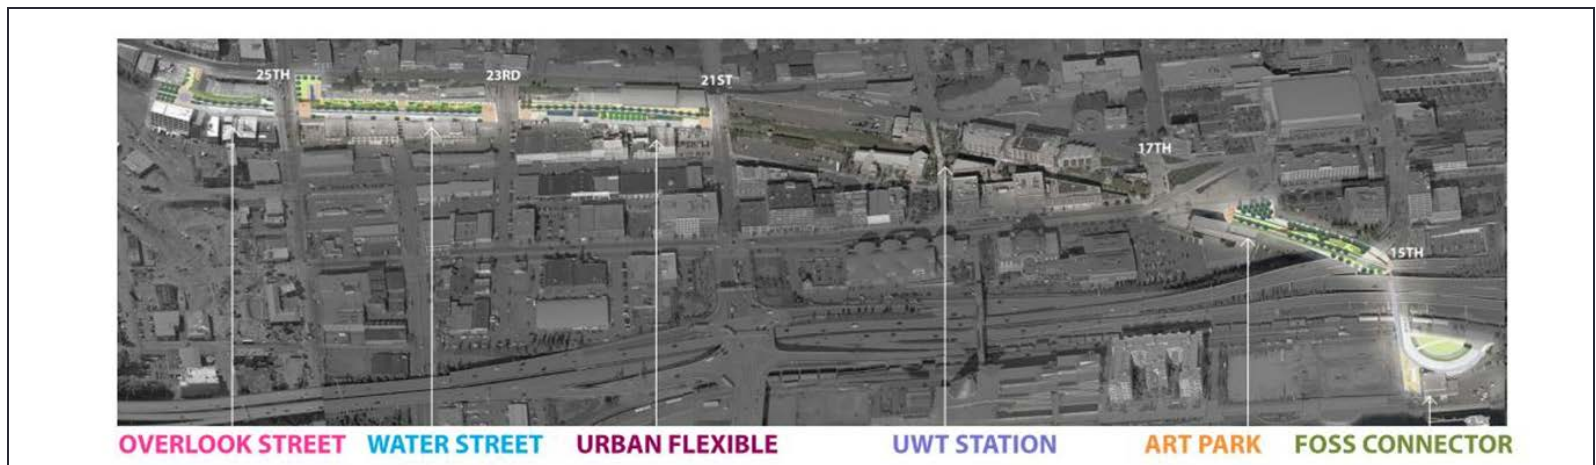 25TH
23RD
21ST
17TH
15TH
OVERLOOK STREET
WATER STREET
URBAN FLEXIBLE
UWT STATION
ART PARK
FOSS CONNECTOR